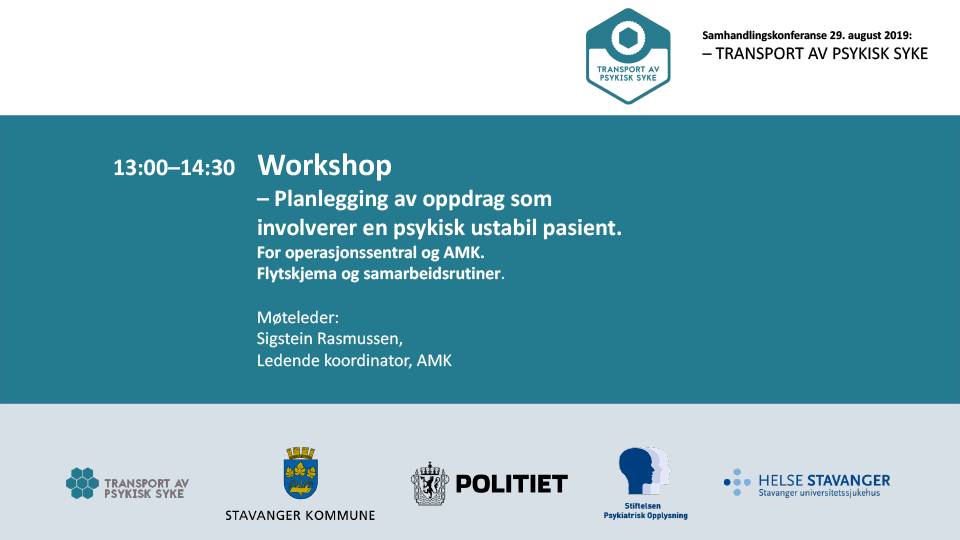 TRANSPORT AV
PSYKISK SYKE
Samhandlingskonferanse 29. august 2019:
– TRANSPORT AV PSYKISK SYKE
13:00–14:30 Workshop
– Planlegging av oppdrag som
involverer en psykisk ustabil pasient.
For operasjonssentral og AMK.
Flytskjema og samarbeidsrutiner.
Møteleder:
Sigstein Rasmussen,
Ledende koordinator, AMK
TRANSPORT AV
PSYKISK SYKE
STAVANGER KOMMUNE
POLITIET
Stiftelsen
Psykiatrisk Opplysning
HELSE STAVANGER
Stavanger universitetssjukehus